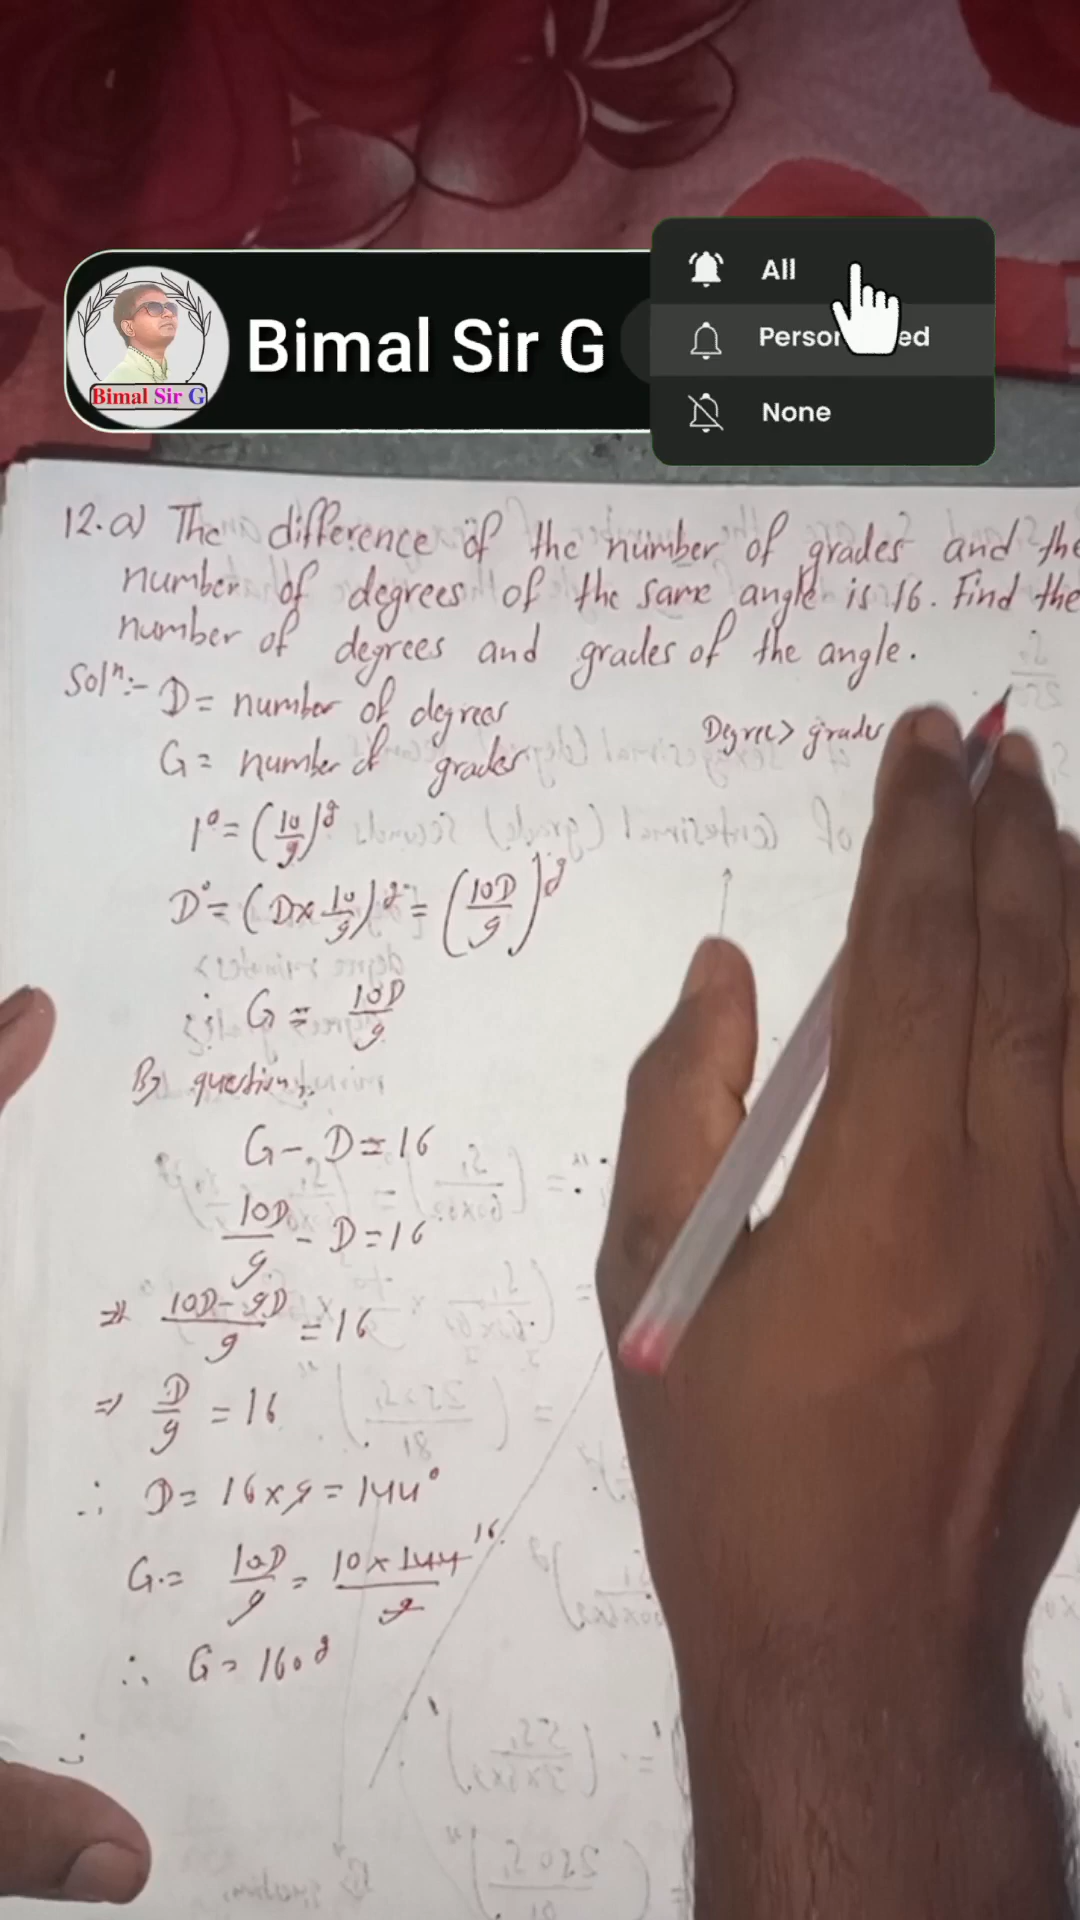 All
Bimal Sir G
Bimal Sir G
None
12. a) The difference of the number of grades and the
number of degrees of the same angle is 16. Find the
number of degrees and grades of the angle.
Solⁿ:- D = number of degrees
Degree > grades
G = number of grades
1° = (10/9)^g
D° = (D × 10/9)^g = (10D/9)^g
∴ G = 10D/9
By question,
G - D = 16
10D/9 - D = 16
⇒ (10D - 9D)/9 = 16
⇒ D/9 = 16
∴ D = 16 × 9 = 144°
G = 10D/9 = (10 × 144)/9 16
∴ G = 160^g